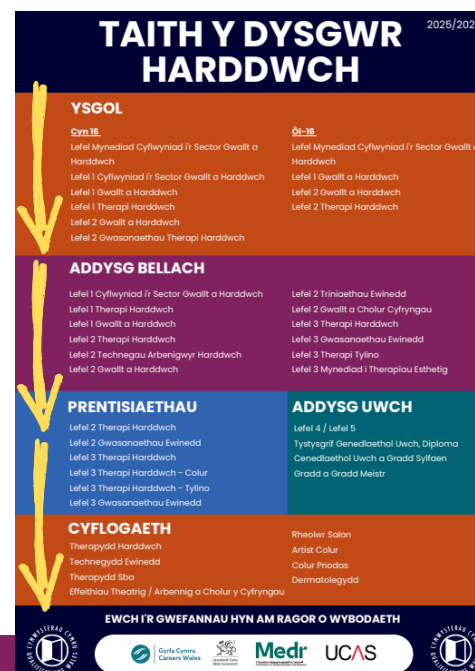 TAITH Y DYSGWR
HARDDWCH
YSGOL
Cyn 16
Lefel Mynediad Cyflwyniad i'r Sector Gwallt a
Harddwch
Lefel 1 Cyflwyniad i'r Sector Gwallt a Harddwch
Lefel 1 Gwallt a Harddwch
Lefel 1 Therapi Harddwch
Lefel 2 Gwallt a Harddwch
Lefel 2 Gwasanaethau Therapi Harddwch
Ôl-16
Lefel Mynediad Cyflwyniad i'r Sector Gwallt a
Harddwch
Lefel 1 Gwallt a Harddwch
Lefel 2 Gwallt a Harddwch
Lefel 2 Therapi Harddwch
ADDYSG BELLACH
Lefel 1 Cyflwyniad i'r Sector Gwallt a Harddwch
Lefel 1 Therapi Harddwch
Lefel 1 Gwallt a Harddwch
Lefel 2 Therapi Harddwch
Lefel 2 Technegau Arbenigwyr Harddwch
Lefel 2 Gwallt a Harddwch
Lefel 2 Triniaethau Ewinedd
Lefel 2 Gwallt a Cholur Cyfryngau
Lefel 3 Therapi Harddwch
Lefel 3 Gwasanaethau Ewinedd
Lefel 3 Therapi Tylino
Lefel 3 Mynediad i Therapiau Esthetig
PRENTISIAETHAU
Lefel 2 Therapi Harddwch
Lefel 2 Gwasanaethau Ewinedd
Lefel 3 Therapi Harddwch
Lefel 3 Therapi Harddwch - Colur
Lefel 3 Therapi Harddwch - Tylino
Lefel 3 Gwasanaethau Ewinedd
ADDYSG UWCH
Lefel 4 / Lefel 5
Tystysgrif Genedlaethol Uwch, Diploma
Cenedlaethol Uwch a Gradd Sylfaen
Gradd a Gradd Meistr
CYFLOGAETH
Therapydd Harddwch
Technegydd Ewinedd
Therapydd Sba
Effeithiau Theatrig / Arbennig a Cholur y Cyfryngau
Rheolwr Salon
Artist Colur
Colur Priodas
Dermatolegydd
EWCH I'R GWEFANNAU HYN AM RAGOR O WYBODAETH
Gyrfa Cymru
Careers Wales
Medr
UCAS